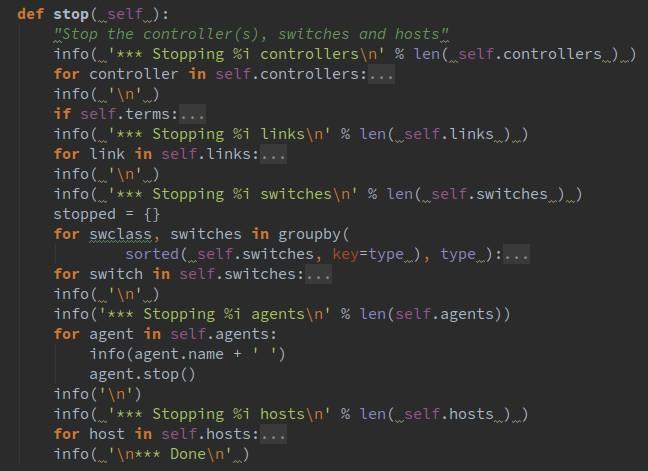 def stop( self ):
"Stop the controller(s), switches and hosts"
info( '*** Stopping %i controllers\n' % len( self.controllers ) )
for controller in self.controllers:...
info( '\n' )
if self.terms:...
info( '*** Stopping %i links\n' % len( self.links ) )
for link in self.links:...
info( '\n' )
info( '*** Stopping %i switches\n' % len( self.switches ) )
stopped = {}
for swclass, switches in groupby(
sorted( self.switches, key=type ), type ):...
for switch in self.switches:...
info( '\n' )
info('*** Stopping %i agents\n' % len(self.agents))
for agent in self.agents:
info(agent.name + ' ')
agent.stop()
info('\n')
info( '*** Stopping %i hosts\n' % len( self.hosts ) )
for host in self.hosts:...
info( '\n*** Done\n' )